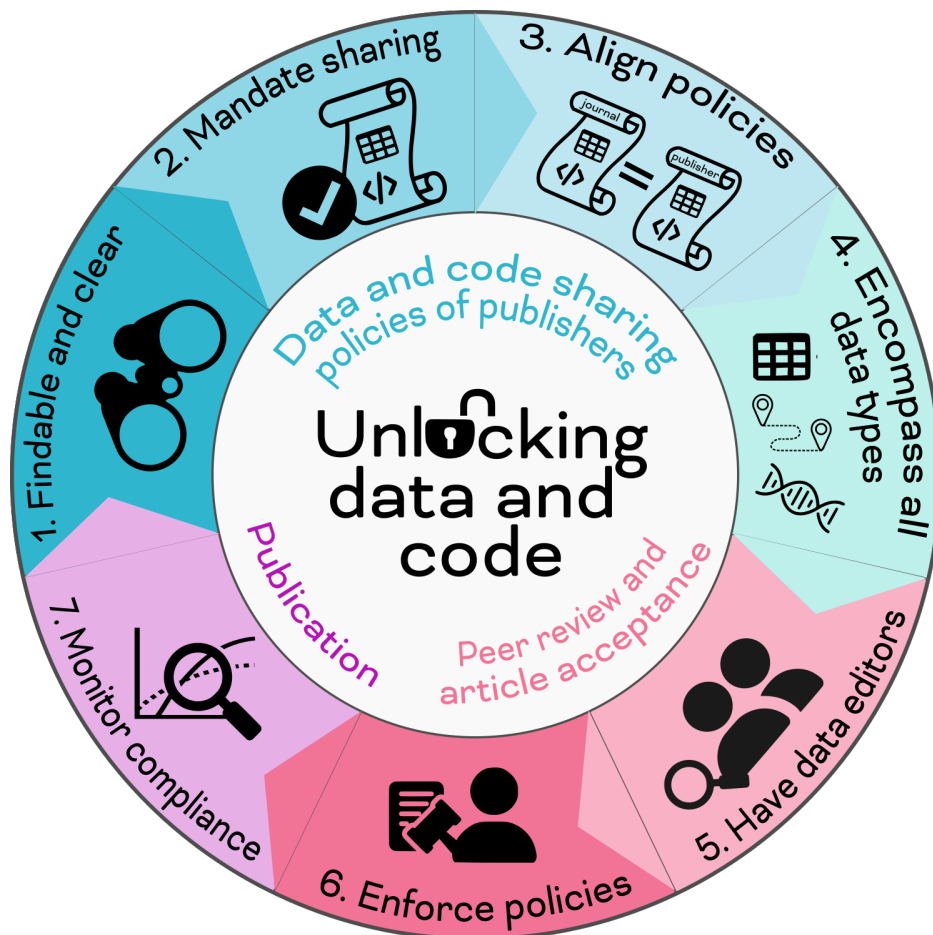 1. Findable and clear
2. Mandate sharing
</>
3. Align policies
journal
</>
=
publisher
</>
4. Encompass all
data types
5. Have data editors
6. Enforce policies
7. Monitor compliance
Data and code sharing
policies of publishers
Unlocking
data and
code
Peer review and
article acceptance
Publication